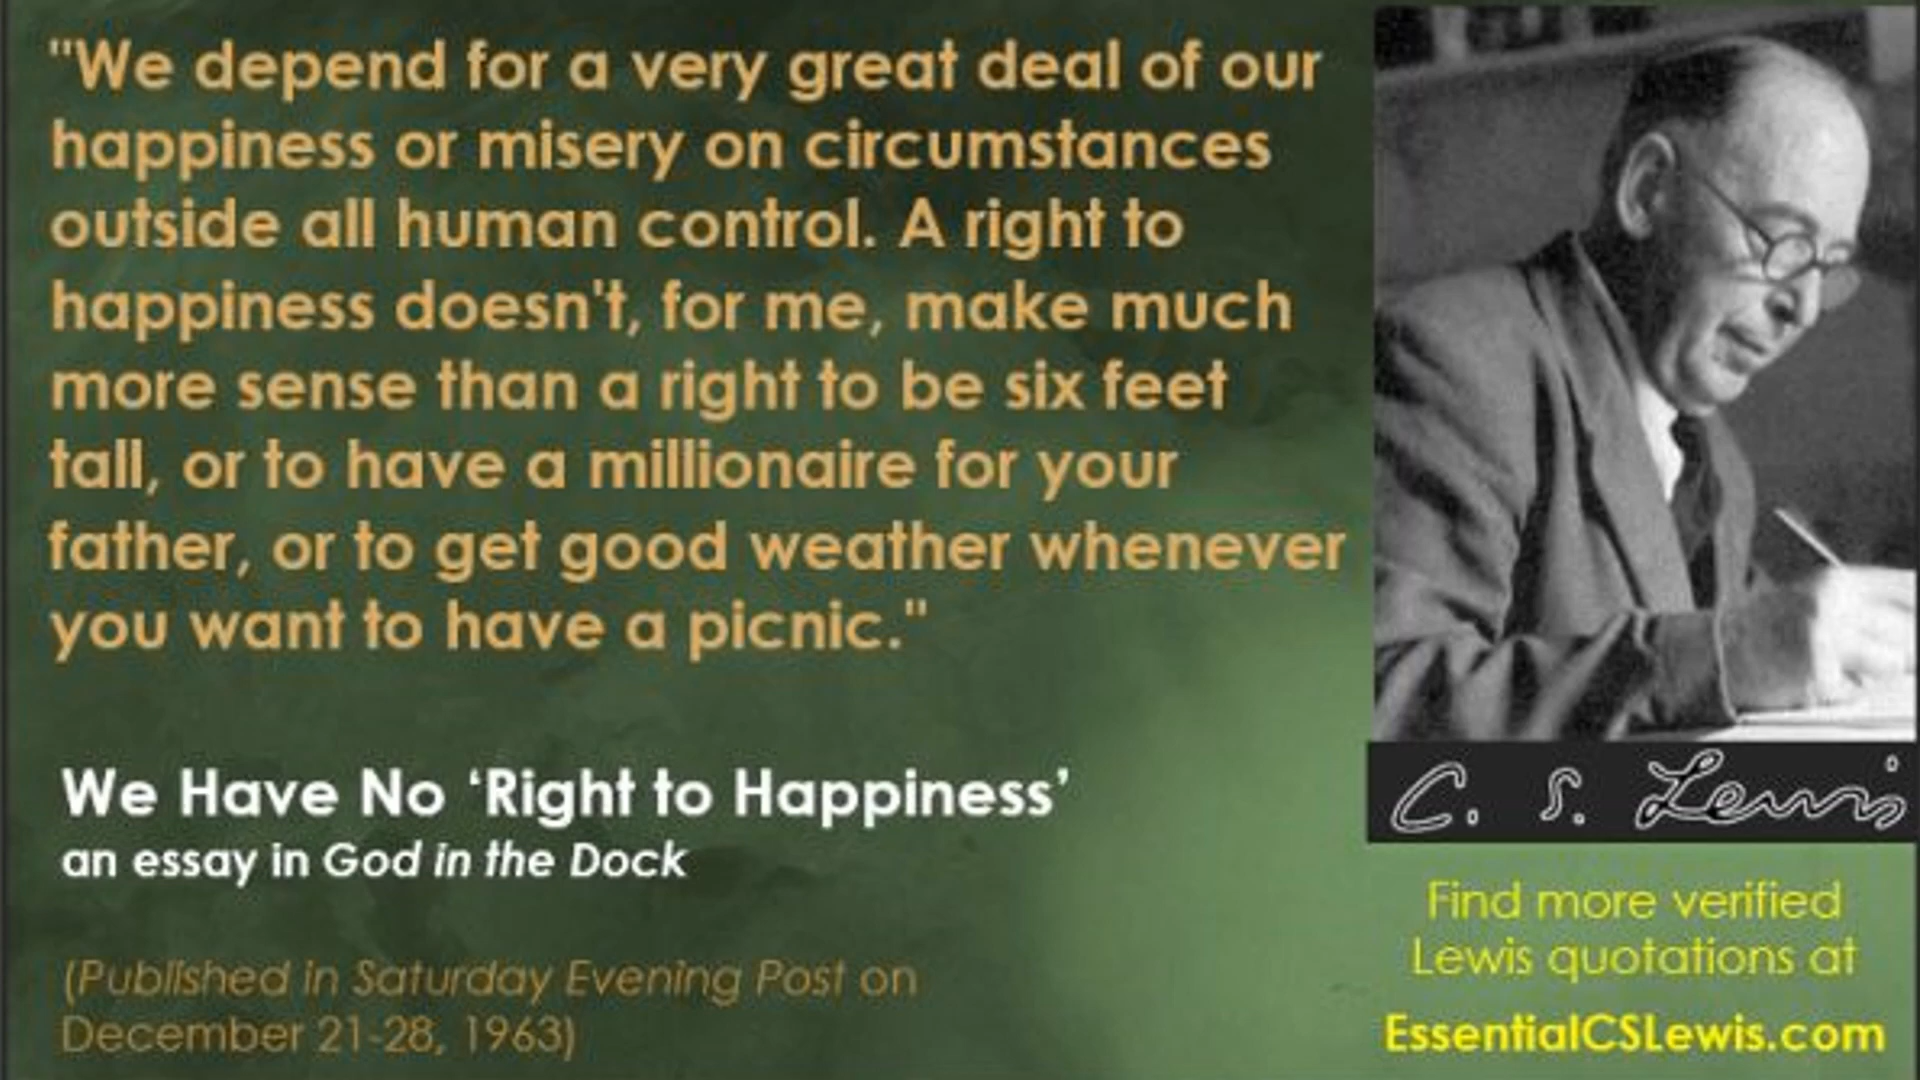 "We depend for a very great deal of our
happiness or misery on circumstances
outside all human control. A right to
happiness doesn't, for me, make much
more sense than a right to be six feet
tall, or to have a millionaire for your
father, or to get good weather whenever
you want to have a picnic."
We Have No ‘Right to Happiness’
an essay in God in the Dock
(Published in Saturday Evening Post on
December 21-28, 1963)
C. S. Lewis
Find more verified
Lewis quotations at
EssentialCSLewis.com